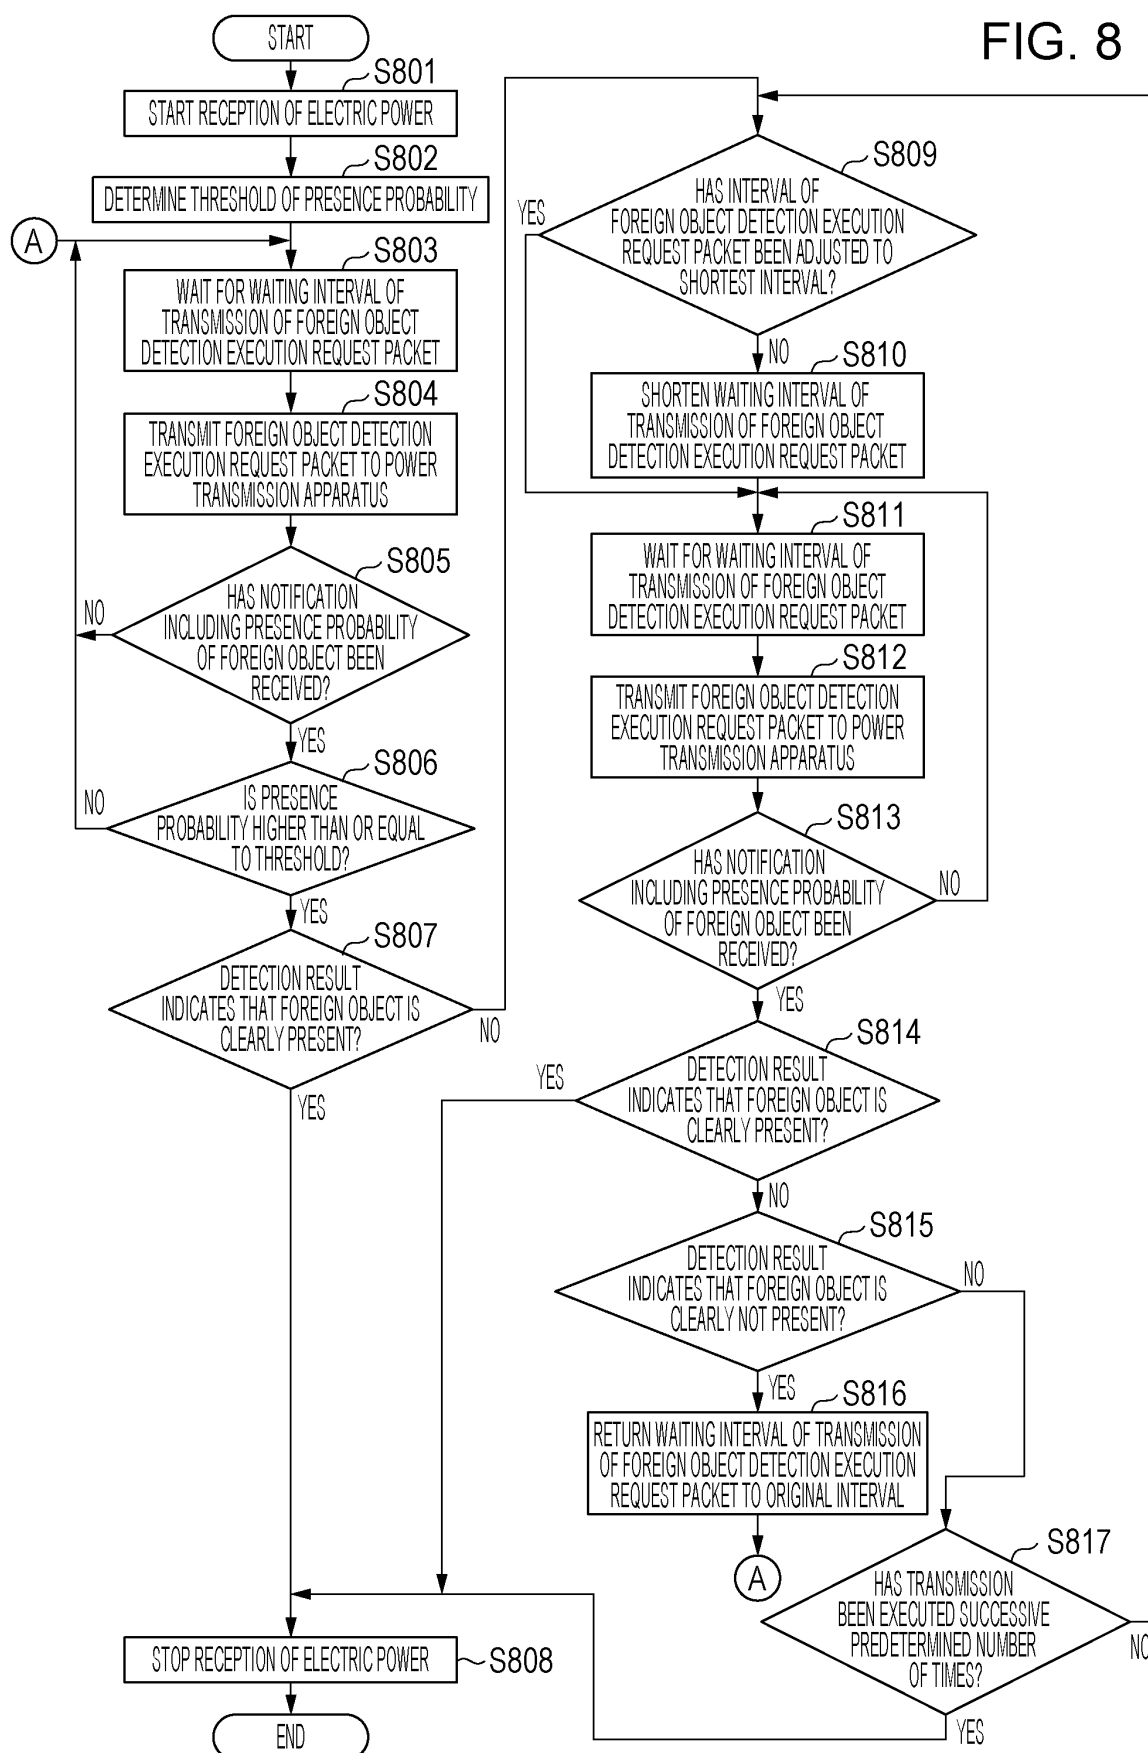 FIG. 8
START
S801
START RECEPTION OF ELECTRIC POWER
S802
DETERMINE THRESHOLD OF PRESENCE PROBABILITY
A
S803
WAIT FOR WAITING INTERVAL OF
TRANSMISSION OF FOREIGN OBJECT
DETECTION EXECUTION REQUEST PACKET
S804
TRANSMIT FOREIGN OBJECT DETECTION
EXECUTION REQUEST PACKET TO POWER
TRANSMISSION APPARATUS
S805
HAS NOTIFICATION
INCLUDING PRESENCE PROBABILITY
OF FOREIGN OBJECT BEEN
RECEIVED?
NO
YES
S806
IS PRESENCE
PROBABILITY HIGHER THAN OR EQUAL
TO THRESHOLD?
NO
YES
S807
DETECTION RESULT
INDICATES THAT FOREIGN OBJECT IS
CLEARLY PRESENT?
NO
YES
STOP RECEPTION OF ELECTRIC POWER
S808
END
S809
HAS INTERVAL OF
FOREIGN OBJECT DETECTION EXECUTION
REQUEST PACKET BEEN ADJUSTED TO
SHORTEST INTERVAL?
YES
NO
S810
SHORTEN WAITING INTERVAL OF
TRANSMISSION OF FOREIGN OBJECT
DETECTION EXECUTION REQUEST PACKET
S811
WAIT FOR WAITING INTERVAL OF
TRANSMISSION OF FOREIGN OBJECT
DETECTION EXECUTION REQUEST PACKET
S812
TRANSMIT FOREIGN OBJECT DETECTION
EXECUTION REQUEST PACKET TO POWER
TRANSMISSION APPARATUS
S813
HAS NOTIFICATION
INCLUDING PRESENCE PROBABILITY
OF FOREIGN OBJECT BEEN
RECEIVED?
NO
YES
S814
DETECTION RESULT
INDICATES THAT FOREIGN OBJECT IS
CLEARLY PRESENT?
YES
NO
S815
DETECTION RESULT
INDICATES THAT FOREIGN OBJECT IS
CLEARLY NOT PRESENT?
NO
YES
S816
RETURN WAITING INTERVAL OF TRANSMISSION
OF FOREIGN OBJECT DETECTION EXECUTION
REQUEST PACKET TO ORIGINAL INTERVAL
A
S817
HAS TRANSMISSION
BEEN EXECUTED SUCCESSIVE
PREDETERMINED NUMBER
OF TIMES?
NO
YES